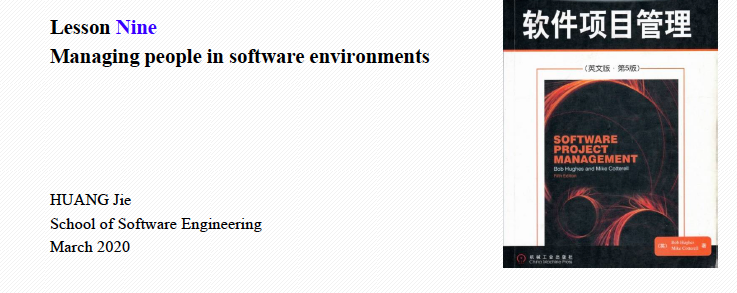 Lesson Nine
Managing people in software environments
HUANG Jie
School of Software Engineering
March 2020
软件项目管理
(英文版·第5版)
SOFTWARE
PROJECT
MANAGEMENT
Bob Hughes and Mike Cotterell
Fifth Edition
(英) Bob Hughes
Mike Cotterell 著
机械工业出版社
China Machine Press